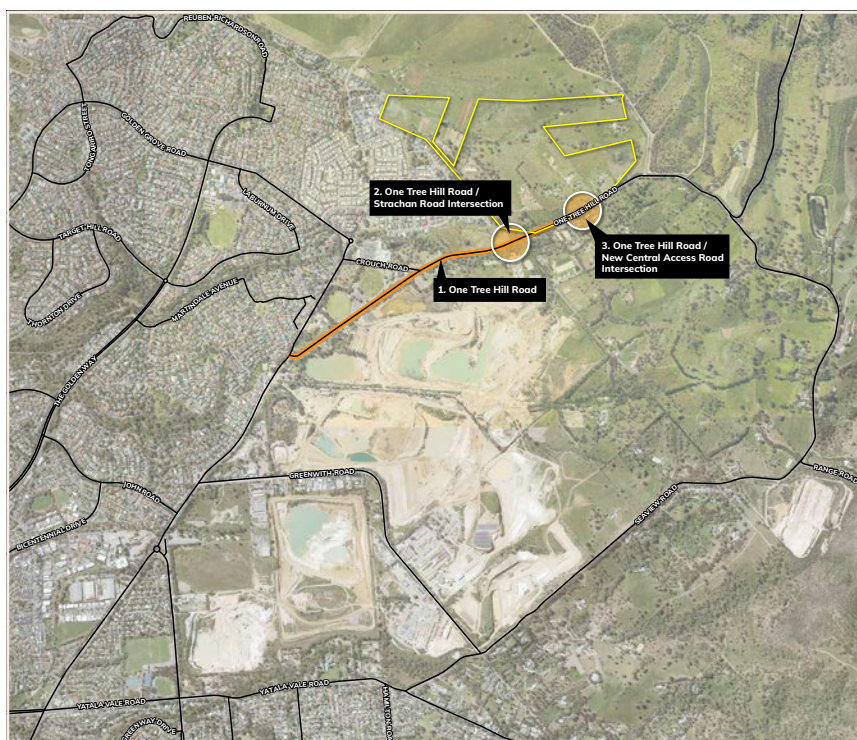 REUBEN RICHARDSON ROAD
GOLDEN GROVE ROAD
LABURNUM DRIVE
TARGET HILL ROAD
2. One Tree Hill Road /
Strachan Road Intersection
ONE TREE HILL ROAD
3. One Tree Hill Road /
New Central Access Road
Intersection
CROUCH ROAD
1. One Tree Hill Road
THORNTON DRIVE
MARTINDALE AVENUE
THE GOLDEN WAY
GREENWITH ROAD
RANGE ROAD
JOHN ROAD
SEAVIEW ROAD
BICENTENNIAL DRIVE
YATALA VALE ROAD
YATALA VALE ROAD
HAMILTON ROAD
GREENWAY DRIVE